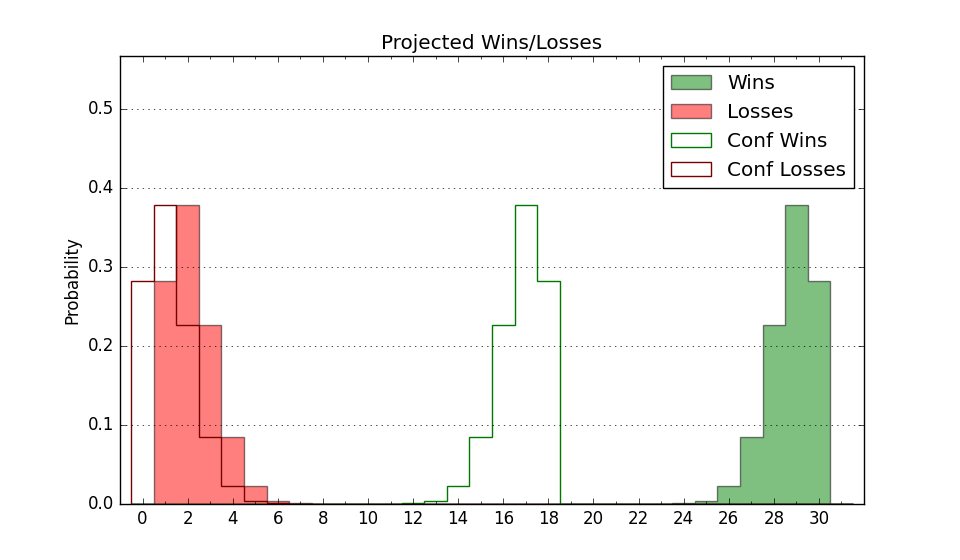 Projected Wins/Losses
Wins
Losses
Conf Wins
Conf Losses
Probability
0.5
0.4
0.3
0.2
0.1
0.0
0 2 4 6 8 10 12 14 16 18 20 22 24 26 28 30